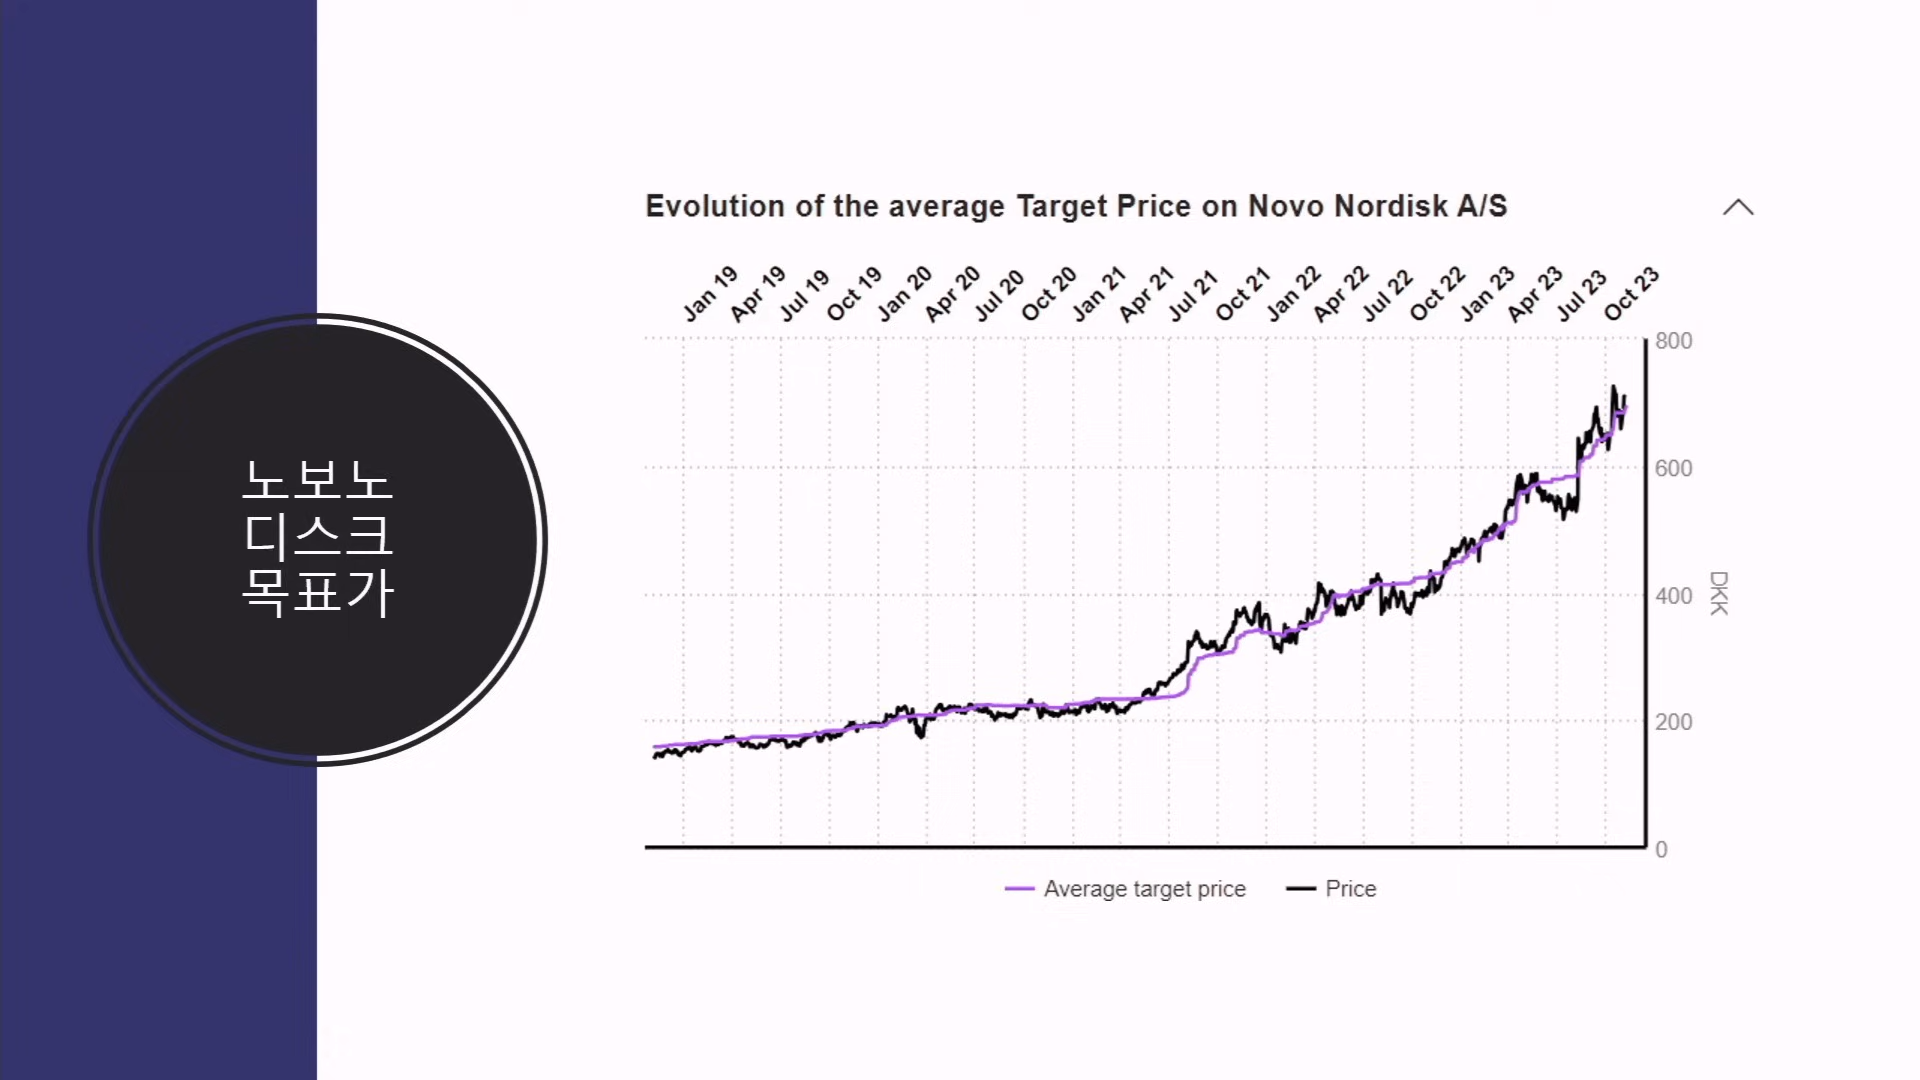 노보노
디스크
목표가
Evolution of the average Target Price on Novo Nordisk A/S
Jan 19 Apr 19 Jul 19 Oct 19 Jan 20 Apr 20 Jul 20 Oct 20 Jan 21 Apr 21 Jul 21 Oct 21 Jan 22 Apr 22 Jul 22 Oct 22 Jan 23 Apr 23 Jul 23 Oct 23
800
600
400
DKK
200
0
Average target price Price